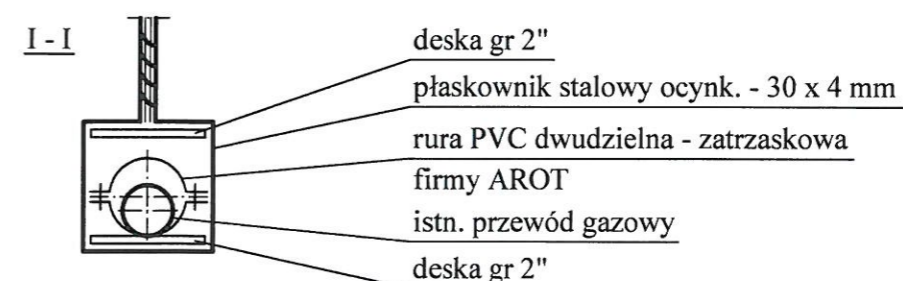 I - I
deska gr 2"
płaskownik stalowy ocynk. - 30 x 4 mm
rura PVC dwudzielna - zatrzaskowa
firmy AROT
istn. przewód gazowy
deska gr 2"